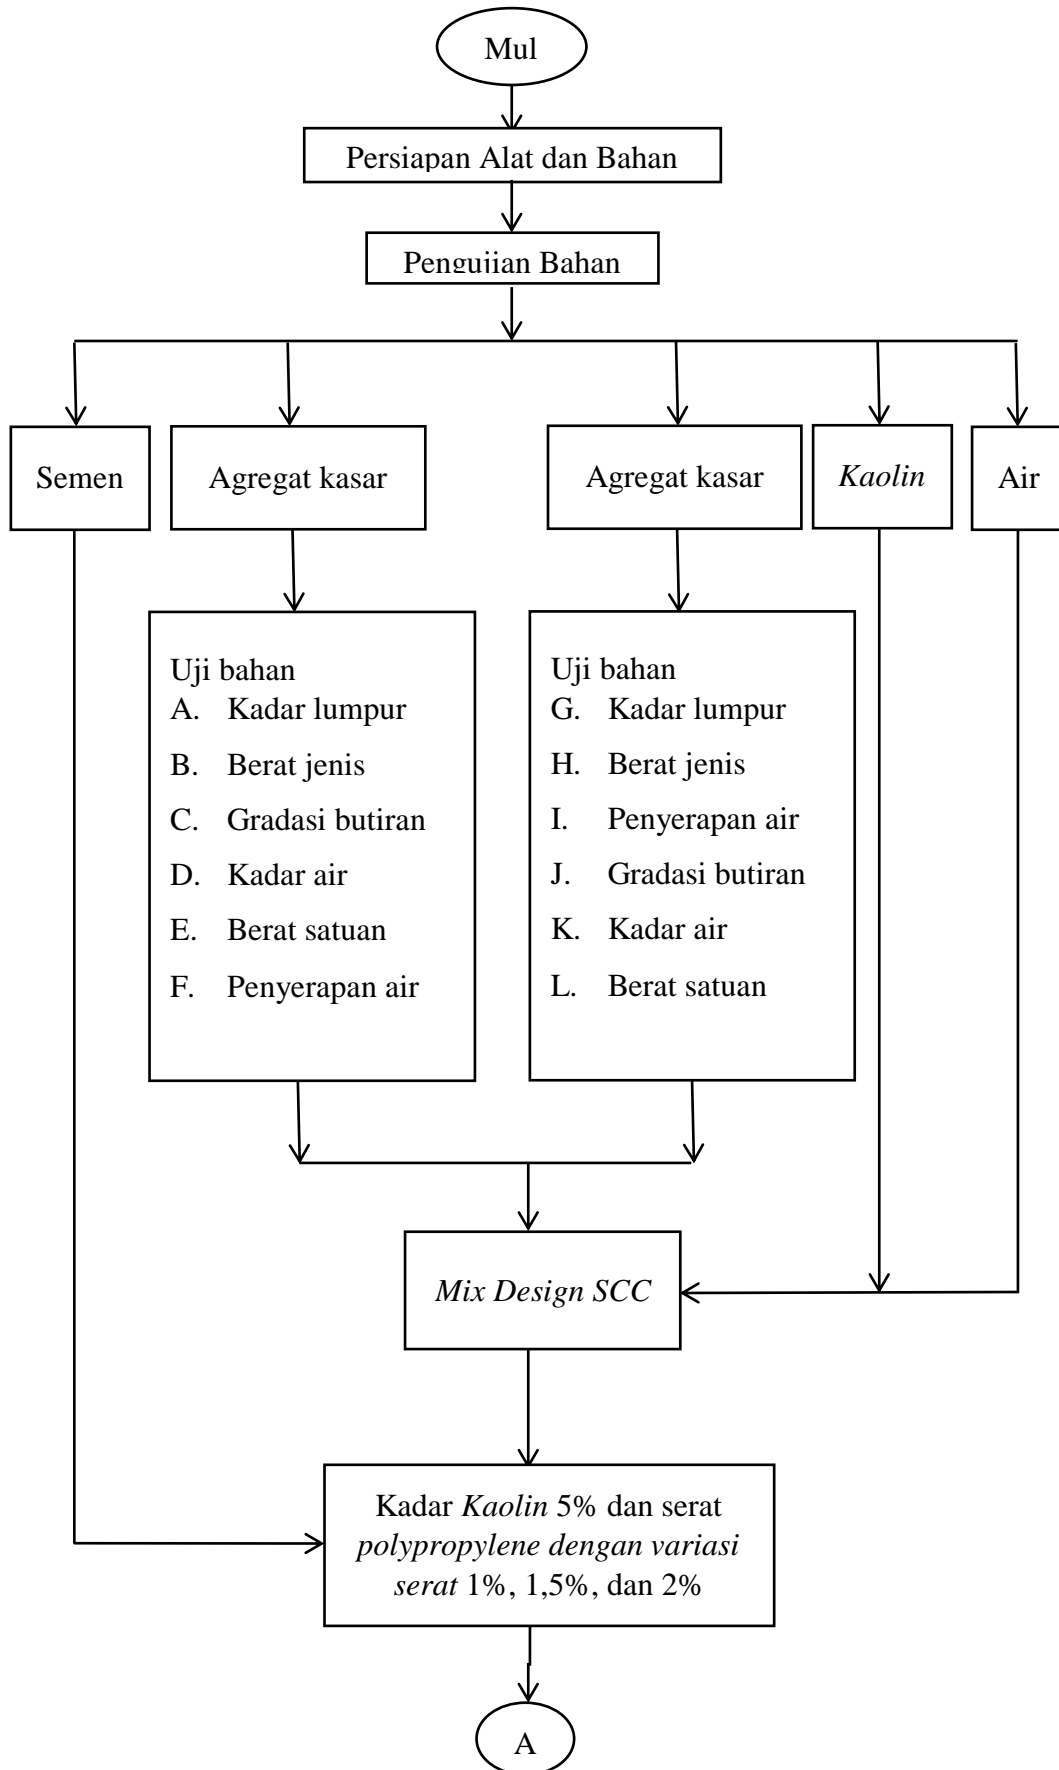 Mul
Persiapan Alat dan Bahan
Pengujian Bahan
Semen
Agregat kasar
Agregat kasar
Kaolin
Air
Uji bahan
A. Kadar lumpur
B. Berat jenis
C. Gradasi butiran
D. Kadar air
E. Berat satuan
F. Penyerapan air
Uji bahan
G. Kadar lumpur
H. Berat jenis
I. Penyerapan air
J. Gradasi butiran
K. Kadar air
L. Berat satuan
Mix Design SCC
Kadar Kaolin 5% dan serat
polypropylene dengan variasi
serat 1%, 1,5%, dan 2%
A